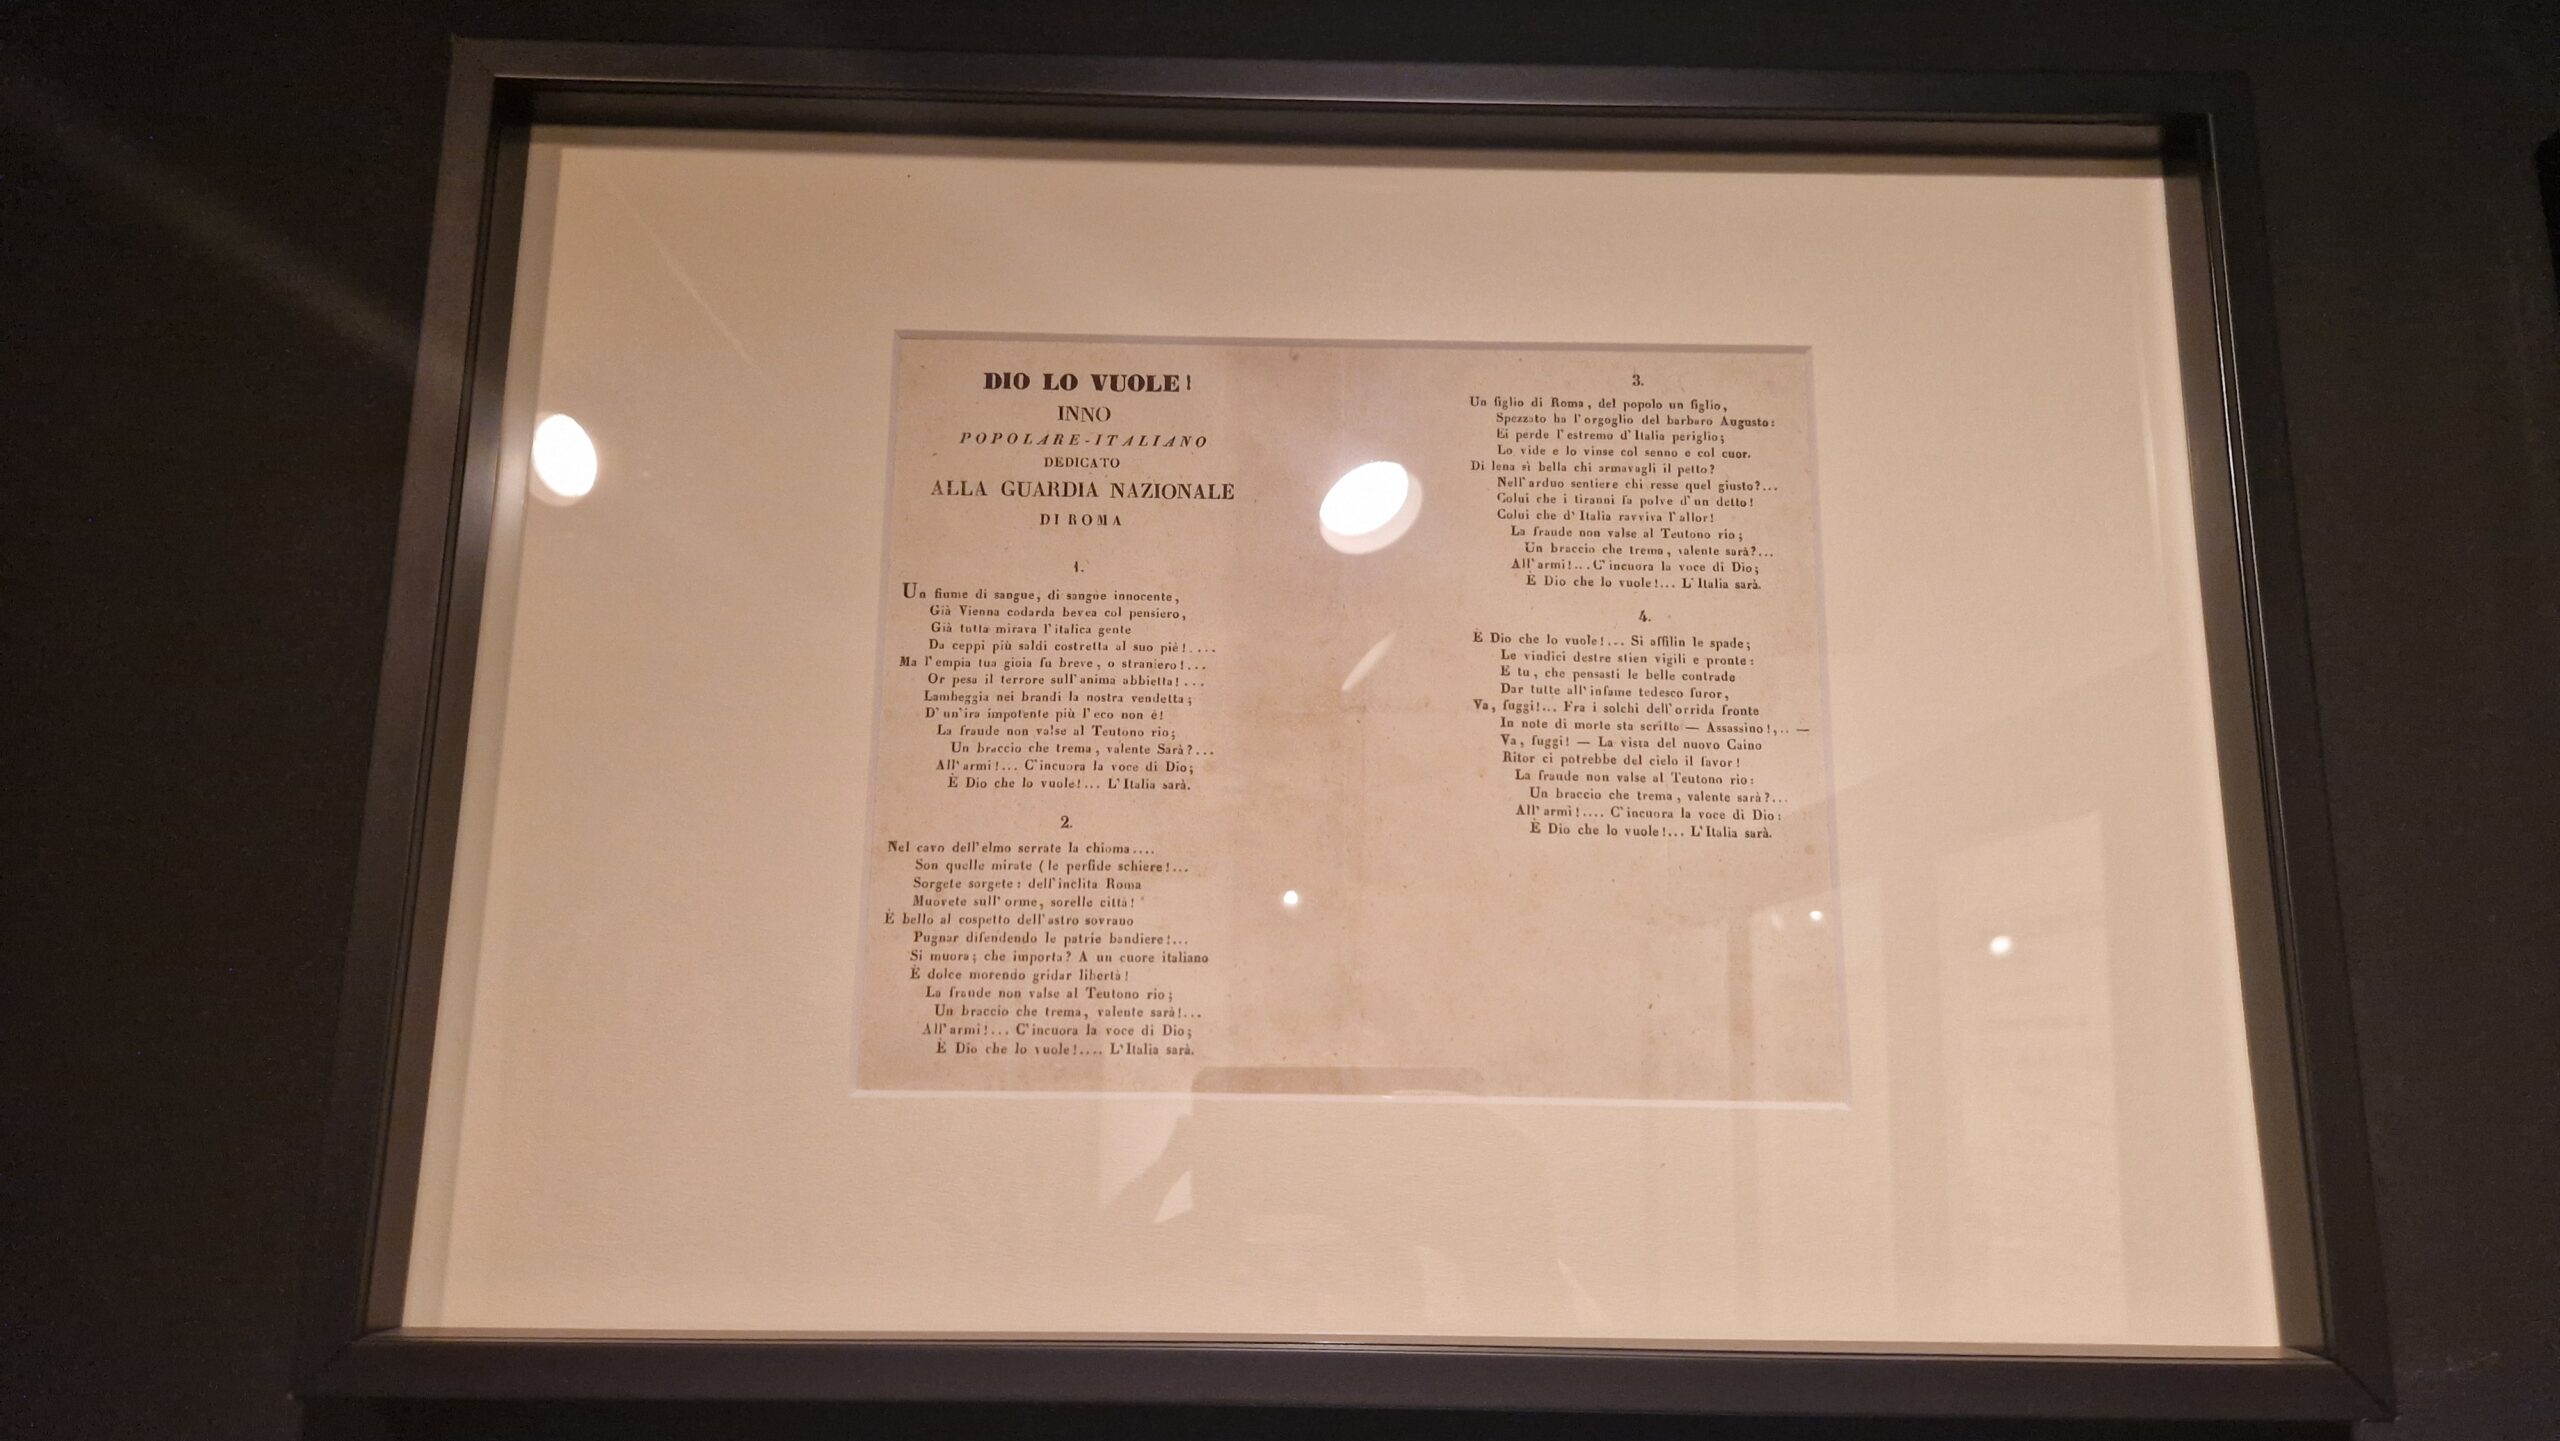 DIO LO VUOLE!
INNO
POPOLARE-ITALIANO
DEDICATO
ALLA GUARDIA NAZIONALE
DI ROMA
1.
Un fiume di sangue, di sangue innocente,
Già Vienna codarda bevea col pensiero,
Già tutta mirava l'italica gente
Da ceppi più saldi costretta al suo piè!....
Ma l'empia tua gioia fu breve, o straniero!...
Or pesa il terrore sull'anima abbietta!...
Lambeggia nei brandi la nostra vendetta;
D'un'ira impotente più l'eco non è!
La fraude non valse al Teutono rio;
Un braccio che trema, valente Sarà?...
All'armi!... C'incuora la voce di Dio;
È Dio che lo vuole!... L'Italia sarà.
2.
Nel cavo dell'elmo serrate la chioma....
Son quelle mirate (le perfide schiere!...
Sorgete sorgete: dell'inclita Roma
Muovete sull'orme, sorelle città!
È bello al cospetto dell'astro sovrano
Pugnar difendendo le patrie bandiere!...
Si muora; che importa? A un cuore italiano
È dolce morendo gridar libertà!
La fraude non valse al Teutono rio;
Un braccio che trema, valente sarà!...
All'armi!... C'incuora la voce di Dio;
È Dio che lo vuole!.... L'Italia sarà.
3.
Un figlio di Roma, del popolo un figlio,
Spezzato ha l'orgoglio del barbaro Augusto:
Ei perde l'estremo d'Italia periglio;
Lo vide e lo vinse col senno e col cuor.
Di lena sì bella chi armavagli il petto?
Nell'arduo sentiere chi resse quel giusto?...
Colui che i tiranni fa polve d'un detto!
Colui che d'Italia ravviva l'allor!
La fraude non valse al Teutono rio;
Un braccio che trema, valente sarà?...
All'armi!...C'incuora la voce di Dio;
È Dio che lo vuole!... L'Italia sarà.
4.
È Dio che lo vuole!... Si affilin le spade;
Le vindici destre stien vigili e pronte:
E tu, che pensasti le belle contrade
Dar tutte all'infame tedesco furor,
Va, fuggi!... Fra i solchi dell'orrida fronte
In note di morte sta scritto — Assassino!,.. —
Va, fuggi! — La vista del nuovo Caino
Ritor ci potrebbe del cielo il favor!
La fraude non valse al Teutono rio:
Un braccio che trema, valente sarà?...
All'armi!.... C'incuora la voce di Dio:
È Dio che lo vuole!... L'Italia sarà.